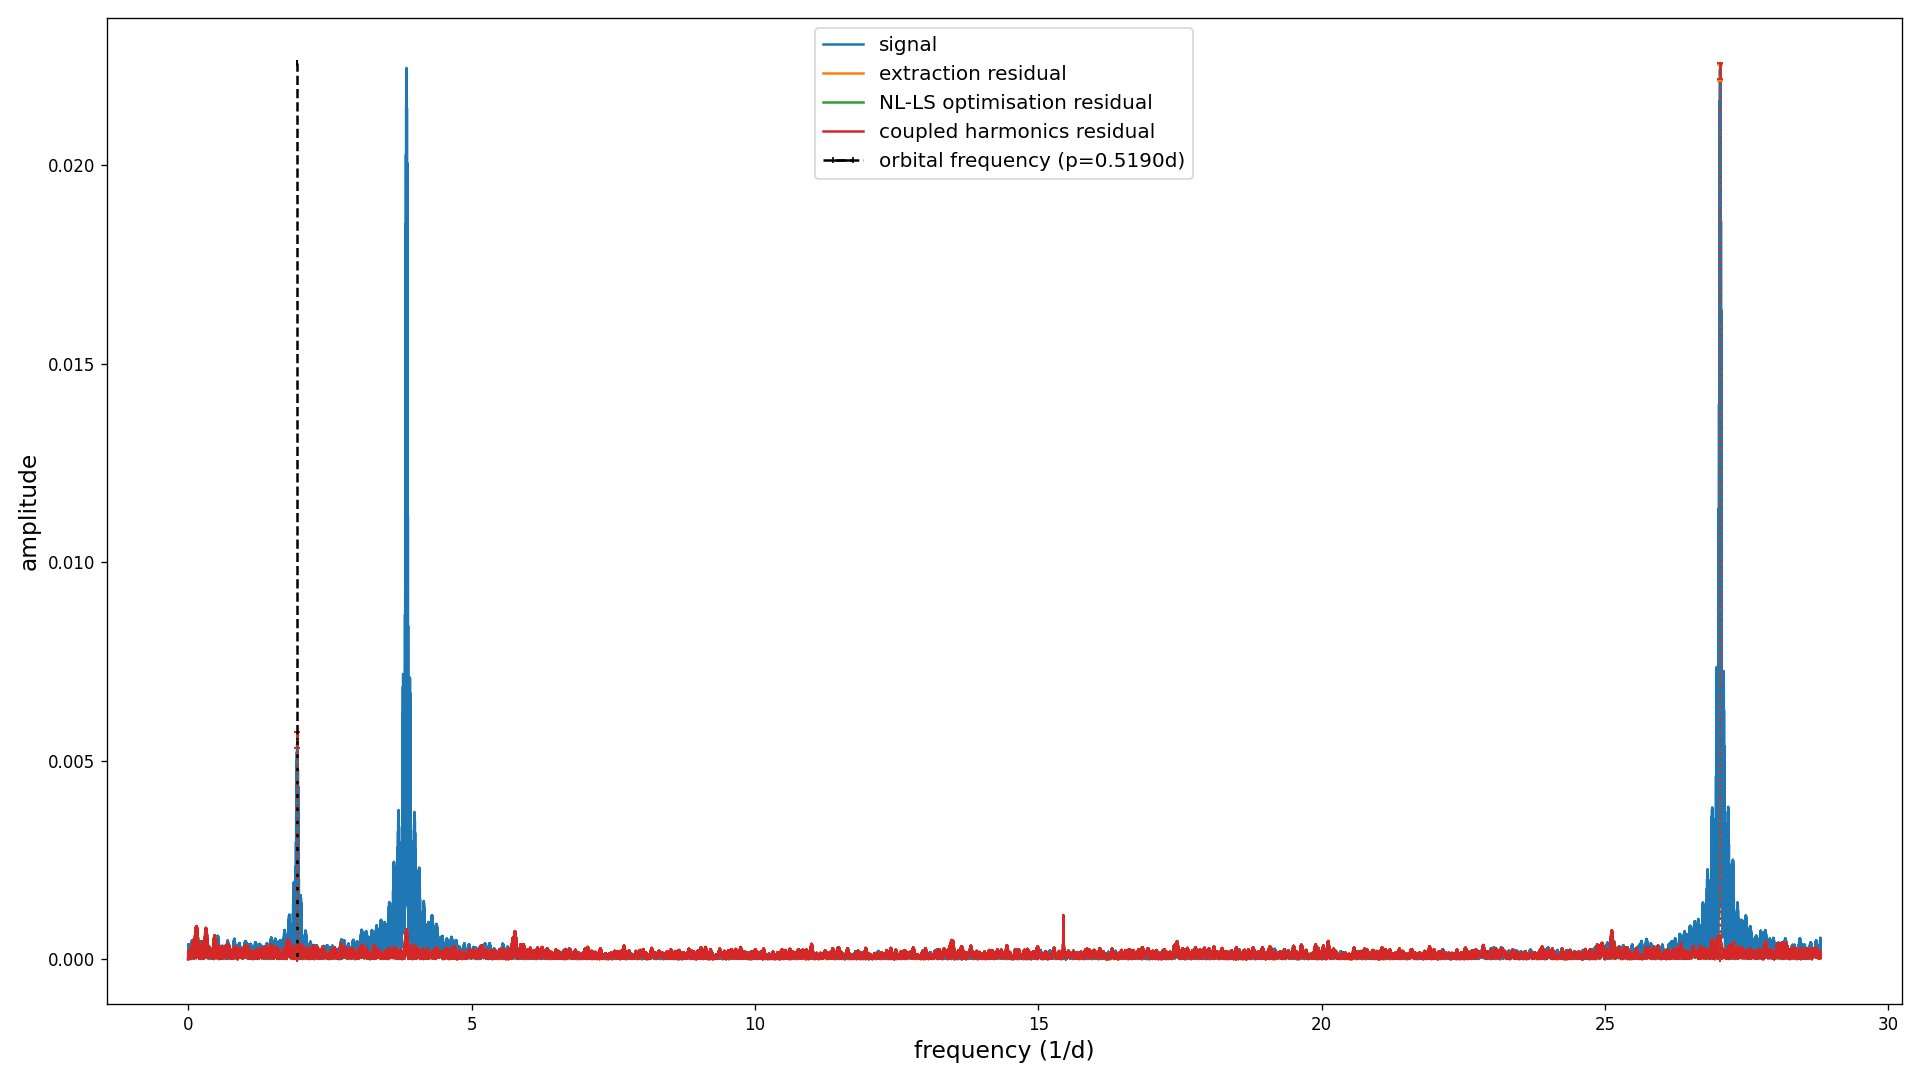 signal
extraction residual
NL-LS optimisation residual
coupled harmonics residual
orbital frequency (p=0.5190d)
amplitude
0.020
0.015
0.010
0.005
0.000
0 5 10 15 20 25 30
frequency (1/d)